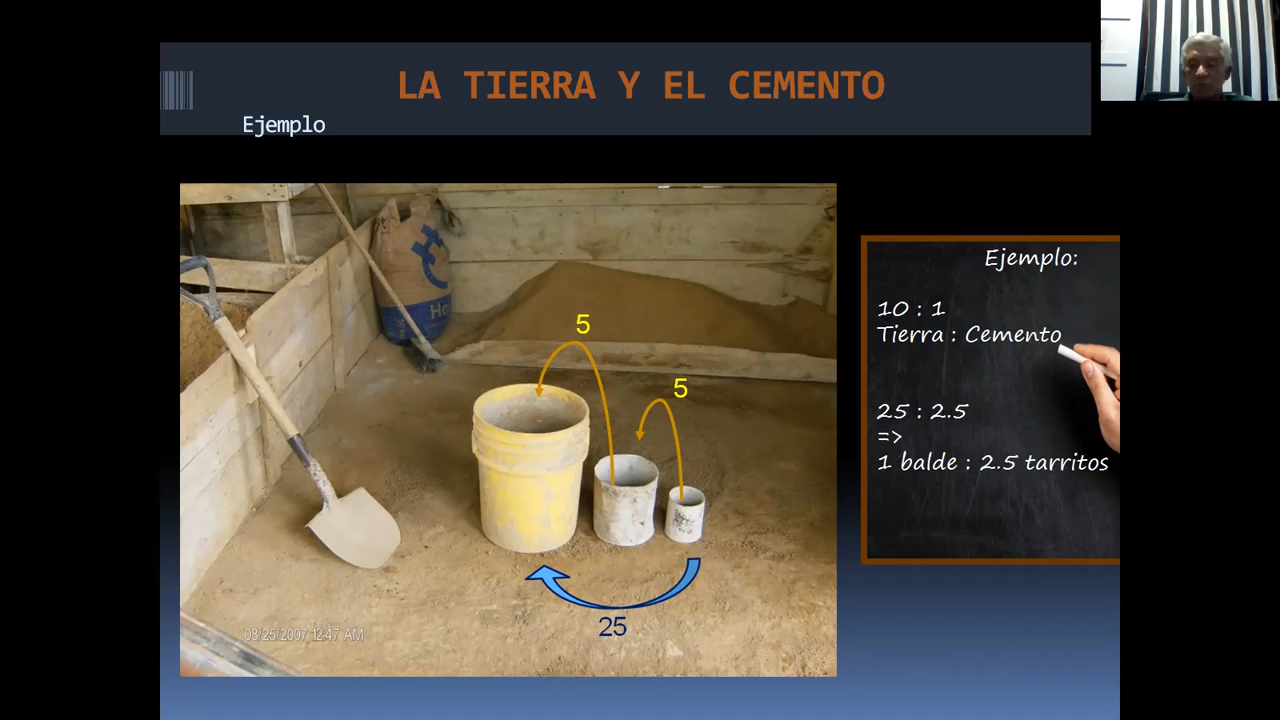 LA TIERRA Y EL CEMENTO
Ejemplo
5
5
25
08/25/2007 12:47 AM
Ejemplo:
10 : 1
Tierra : Cemento
25 : 2.5
=>
1 balde : 2.5 tarritos